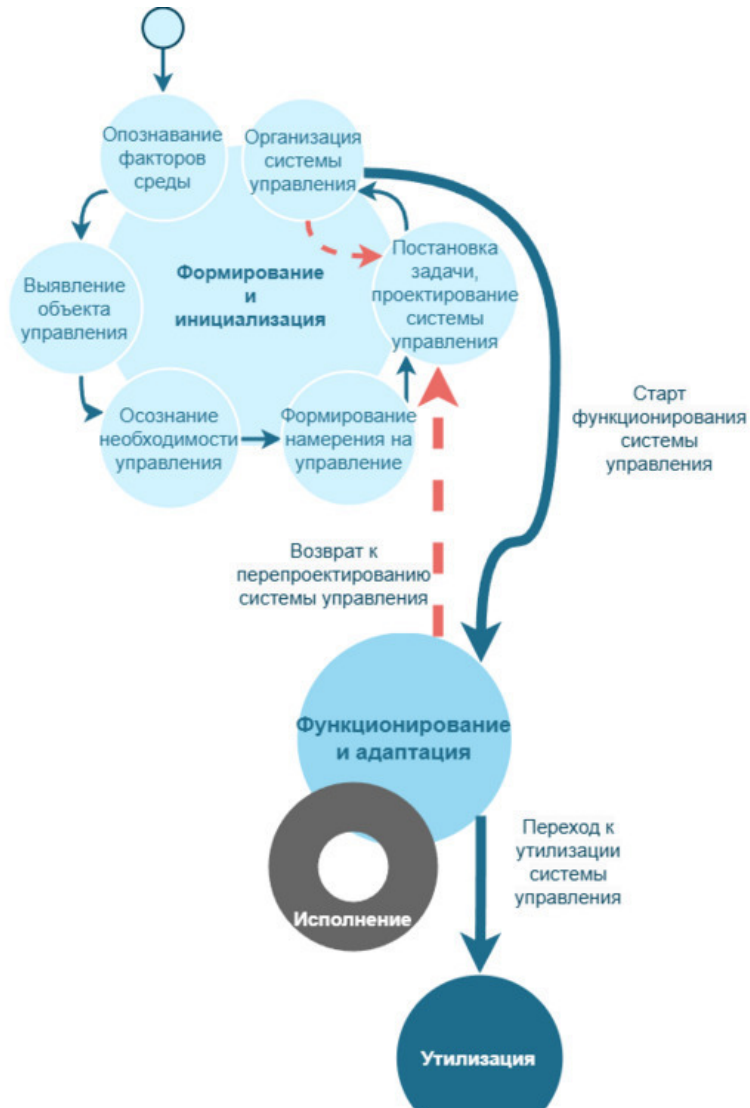 Опознавание
факторов
среды
Организация
системы
управления
Выявление
объекта
управления
Формирование
и
инициализация
Постановка
задачи,
проектирование
системы
управления
Осознание
необходимости
управления
Формирование
намерения на
управление
Старт
функционирования
системы
управления
Возврат к
перепроектированию
системы управления
Функционирование
и адаптация
Исполнение
Переход к
утилизации
системы
управления
Утилизация